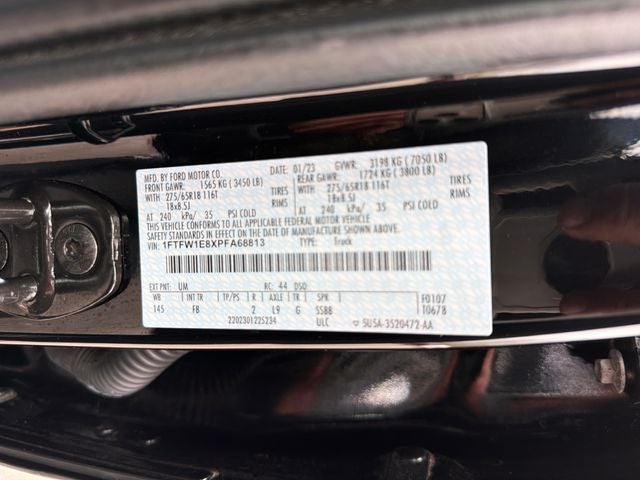 MFD. BY FORD MOTOR CO.
DATE: 01/23 GVWR: 3198 KG (7050 LB)
FRONT GAWR: 1565 KG (3450 LB) REAR GAWR: 1724 KG (3800 LB)
WITH 275/65R18 116T TIRES WITH 275/65R18 116T TIRES
18x8.5J RIMS 18x8.5J RIMS
AT 240 kPa/ 35 PSI COLD AT 240 kPa/ 35 PSI COLD
THIS VEHICLE CONFORMS TO ALL APPLICABLE FEDERAL MOTOR VEHICLE
SAFETY STANDARDS IN EFFECT ON THE DATE OF MANUFACTURE SHOWN ABOVE.
VIN: 1FTFW1E8XPFA68813 TYPE: Truck
EXT PNT: UM RC: 44 DSO:
WB INT TR TP/PS R AXLE TR SPR F0107
145 FB 2 L9 G SSBB T0678
2202301225234 ULC 5U5A-3520472-AA